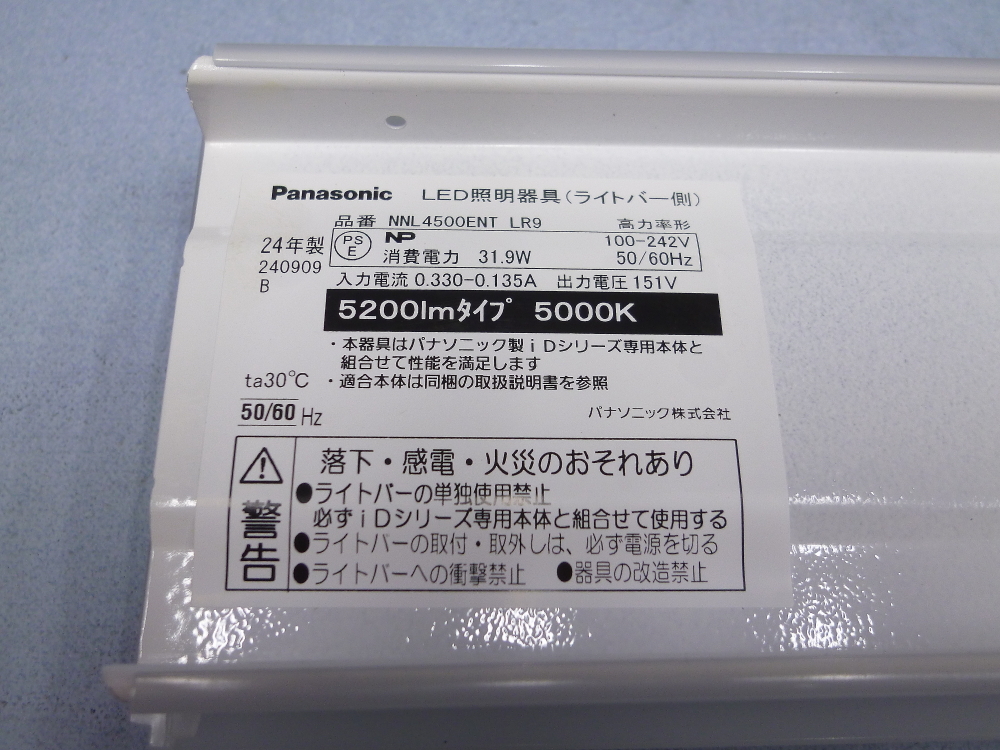 Panasonic LED照明器具(ライトバー側)
品番 NNL4500ENT LR9 高力率形
24年製 PS E NP 100-242V
240909 消費電力 31.9W 50/60Hz
B 入力電流 0.330-0.135A 出力電圧 151V
5200lmタイプ 5000K
・本器具はパナソニック製iDシリーズ専用本体と
組合せて性能を満足します
ta30℃ ・適合本体は同梱の取扱説明書を参照
50/60 Hz パナソニック株式会社
警告
落下・感電・火災のおそれあり
●ライトバーの単独使用禁止
必ずiDシリーズ専用本体と組合せて使用する
●ライトバーの取付・取外しは、必ず電源を切る
●ライトバーへの衝撃禁止 ●器具の改造禁止